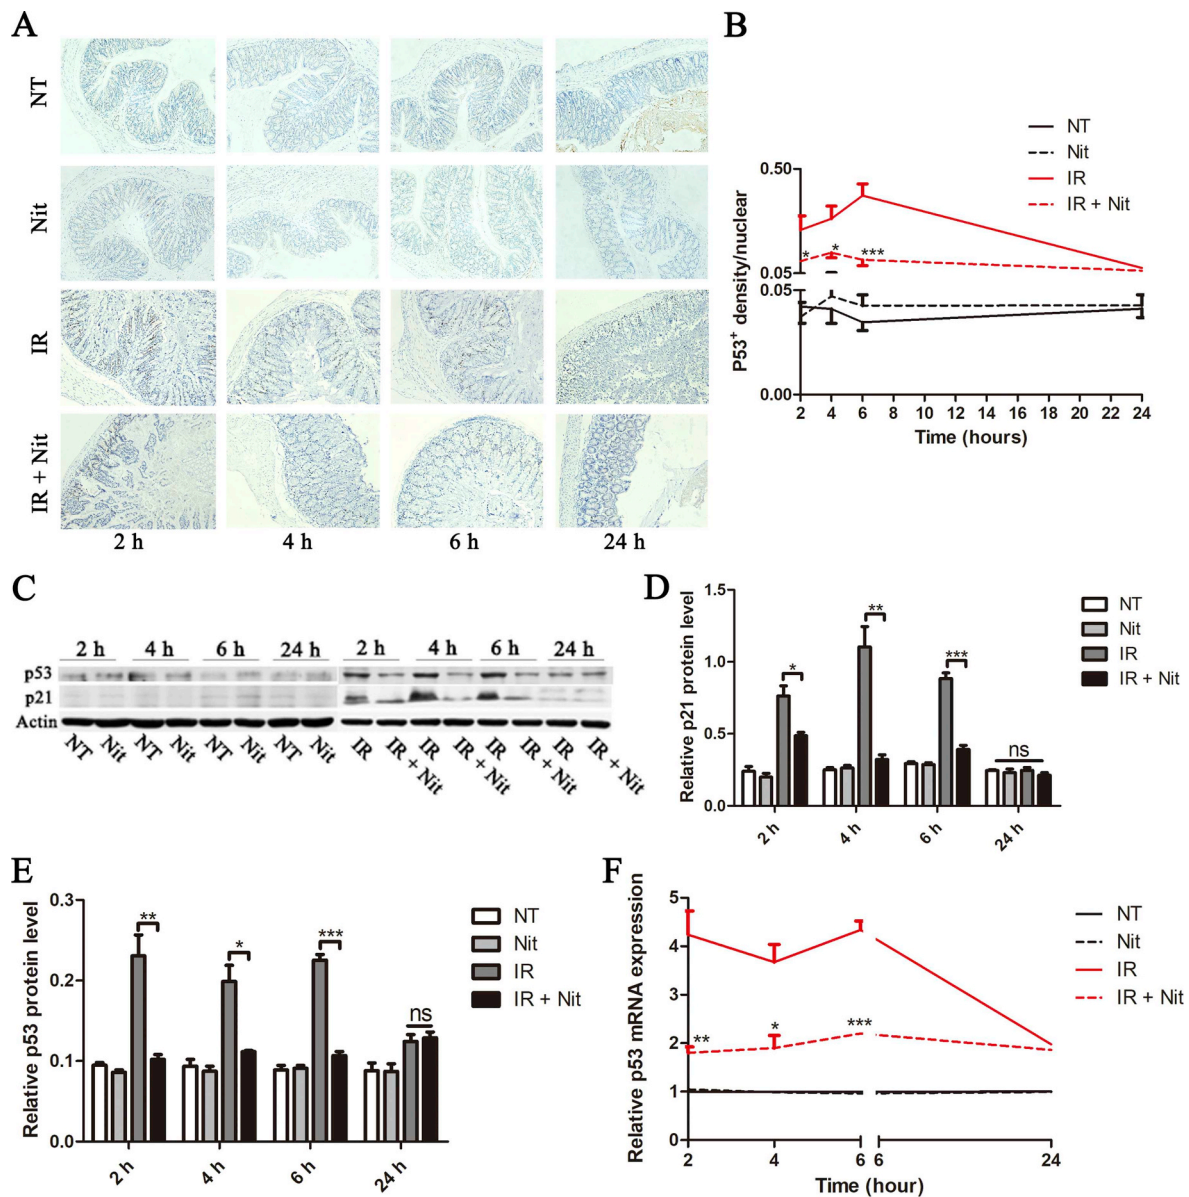 A
NT
Nit
IR
IR + Nit
2 h 4 h 6 h 24 h
B
NT
Nit
IR
IR + Nit
P53+ density/nuclear
0.50
0.05
0.05
0.00
* * ***
2 4 6 8 10 12 14 16 18 20 22 24
Time (hours)
C
2 h 4 h 6 h 24 h 2 h 4 h 6 h 24 h
p53
p21
Actin
NT Nit NT Nit NT Nit NT Nit IR IR + Nit IR IR + Nit IR IR + Nit IR IR + Nit
D
Relative p21 protein level
1.5
1.0
0.5
0.0
* ** *** ns
2 h 4 h 6 h 24 h
NT
Nit
IR
IR + Nit
E
Relative p53 protein level
0.3
0.2
0.1
0.0
** * *** ns
2 h 4 h 6 h 24 h
NT
Nit
IR
IR + Nit
F
Relative p53 mRNA expression
5
4
3
2
1
0
** * ***
2 4 6 6 24
Time (hour)
NT
Nit
IR
IR + Nit